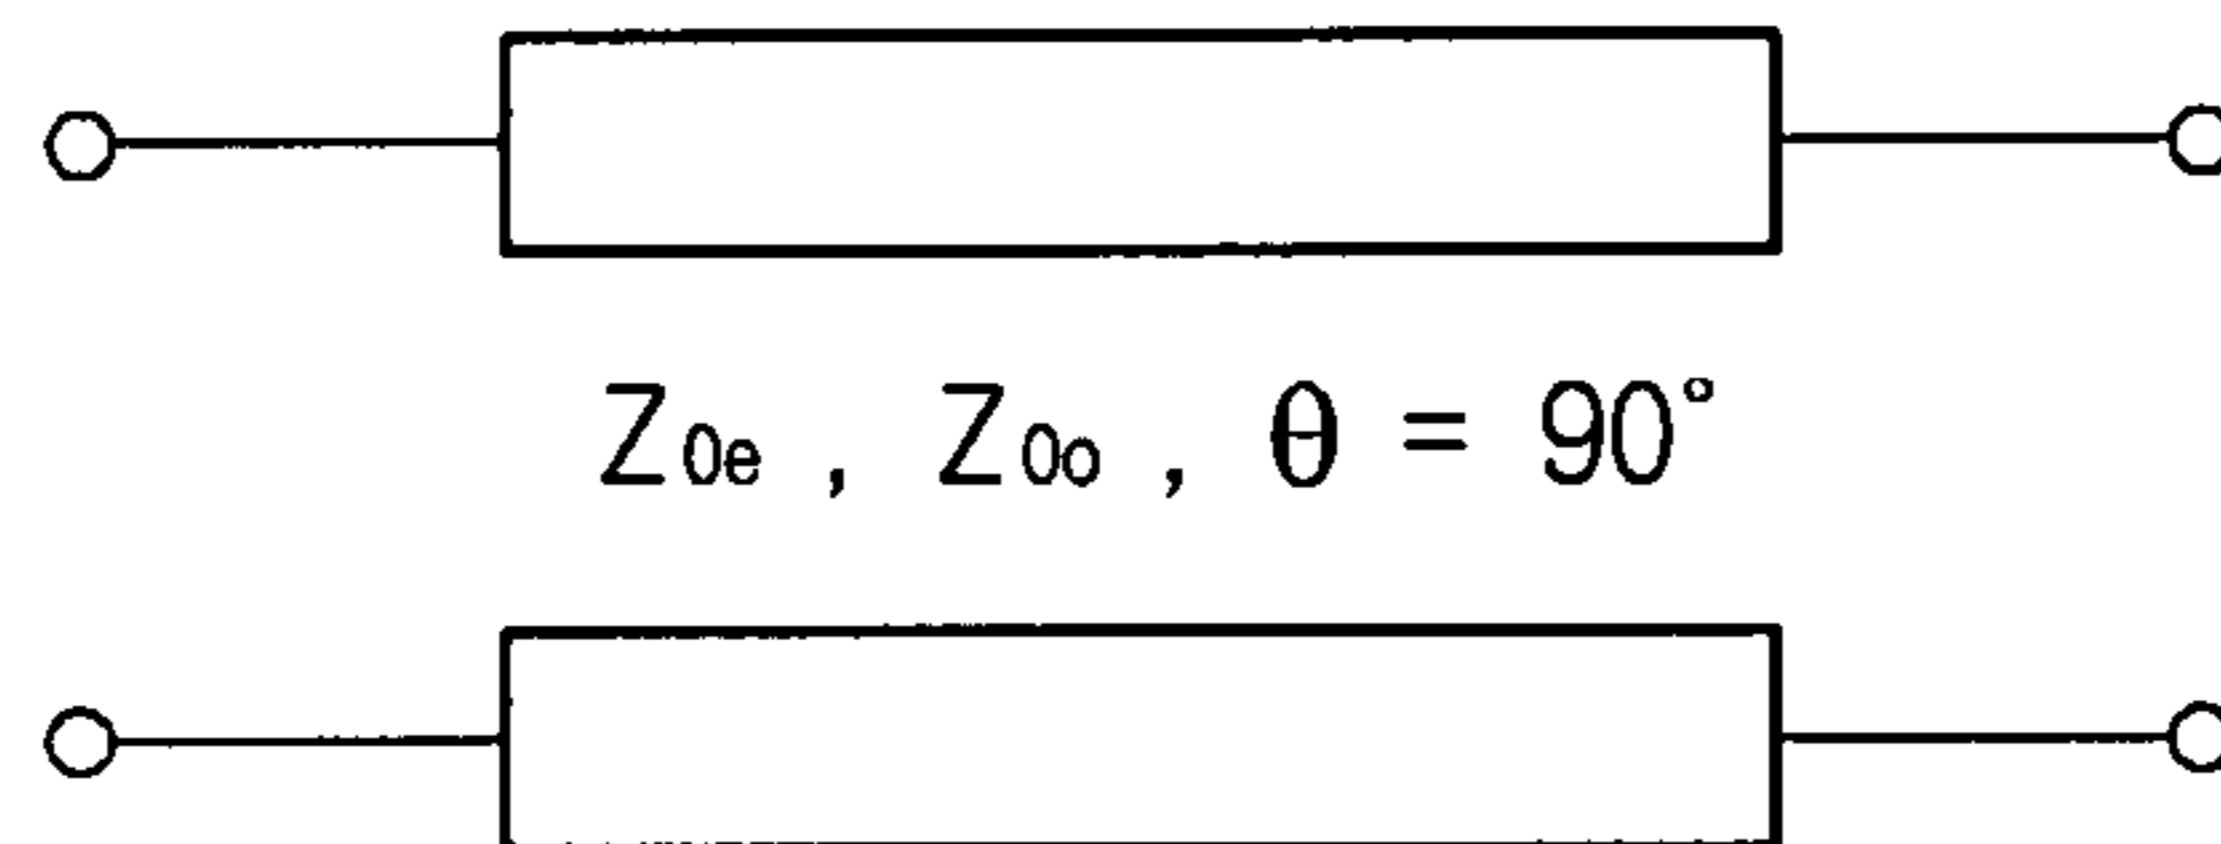 Z0e , Z0o , θ = 90°